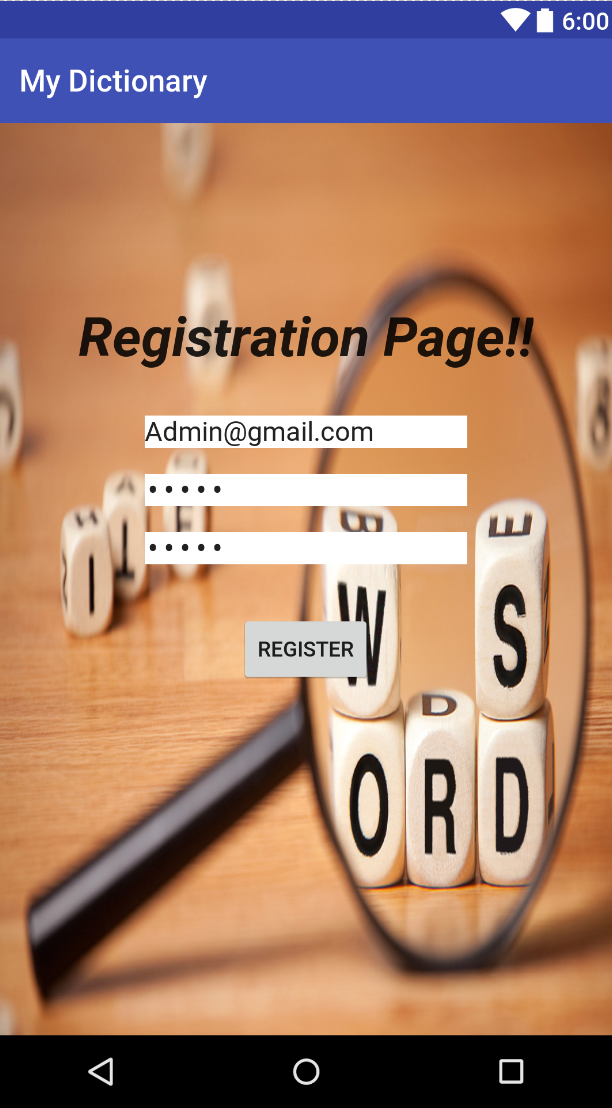 6:00
My Dictionary
Registration Page!!
Admin@gmail.com
•••••
•••••
REGISTER
W S
O R D